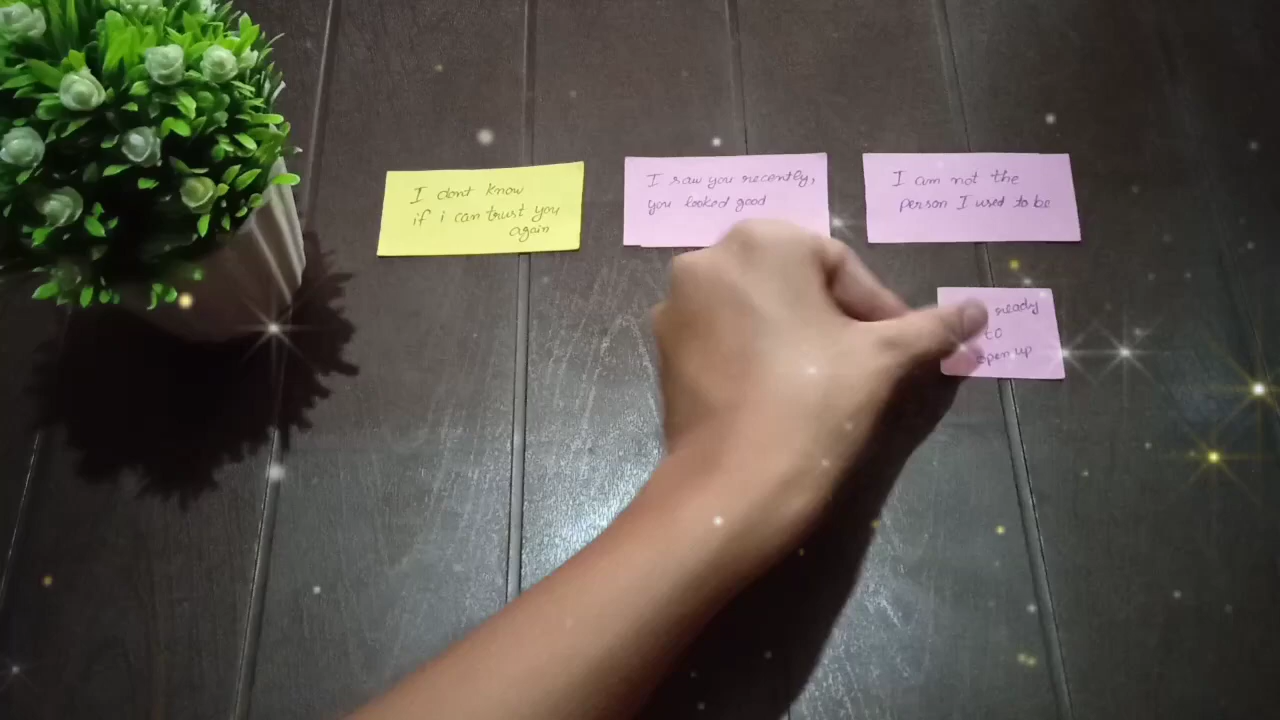 I dont know
if i can trust you
again
I saw you recently,
you looked good
I am not the
person I used to be
ready
to
open up